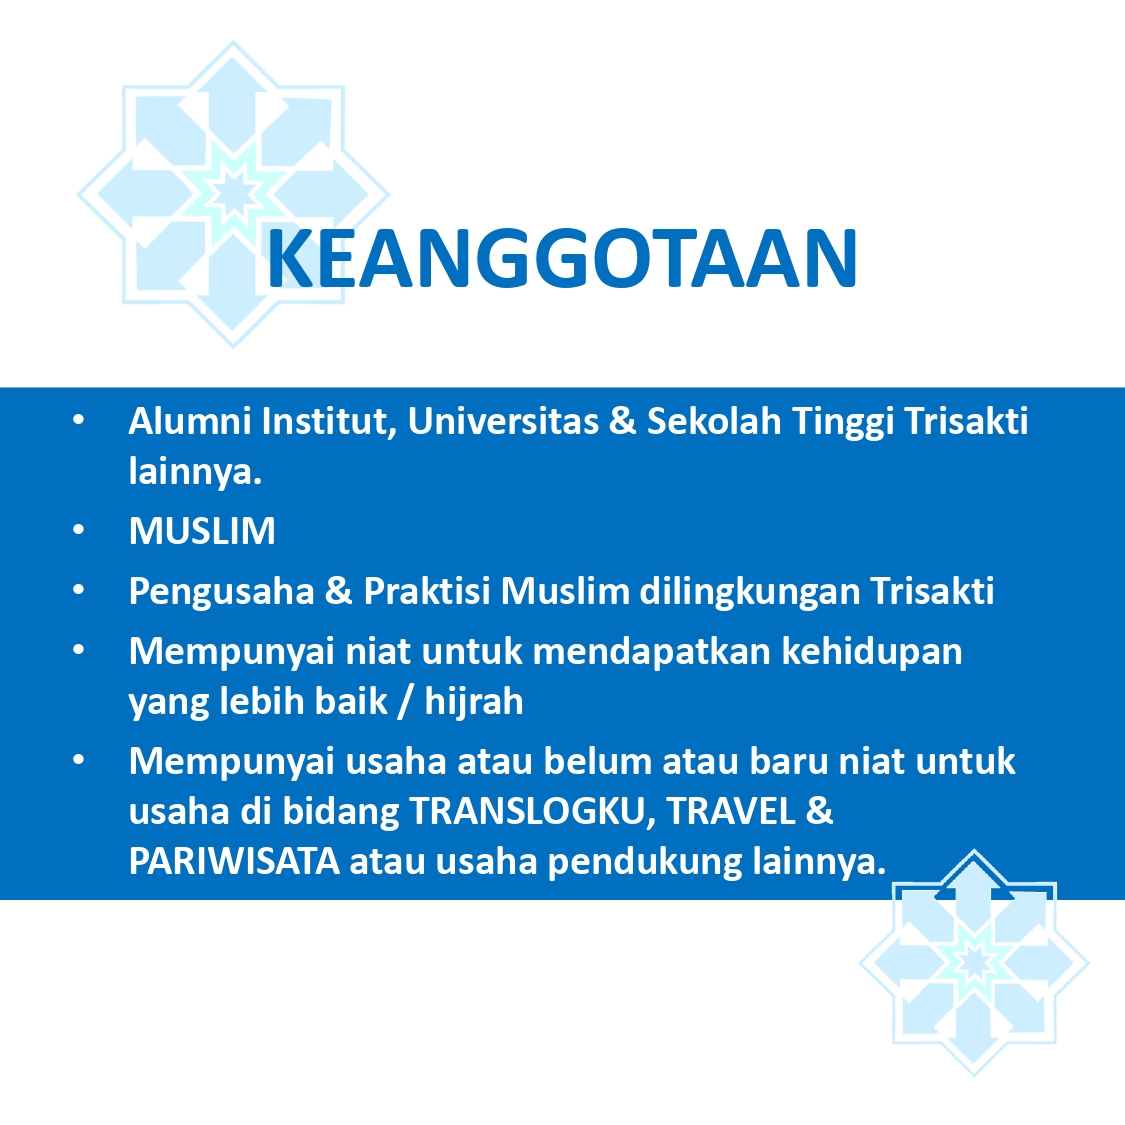 KEANGGOTAAN
• Alumni Institut, Universitas & Sekolah Tinggi Trisakti
lainnya.
• MUSLIM
• Pengusaha & Praktisi Muslim dilingkungan Trisakti
• Mempunyai niat untuk mendapatkan kehidupan
yang lebih baik / hijrah
• Mempunyai usaha atau belum atau baru niat untuk
usaha di bidang TRANSLOGKU, TRAVEL &
PARIWISATA atau usaha pendukung lainnya.